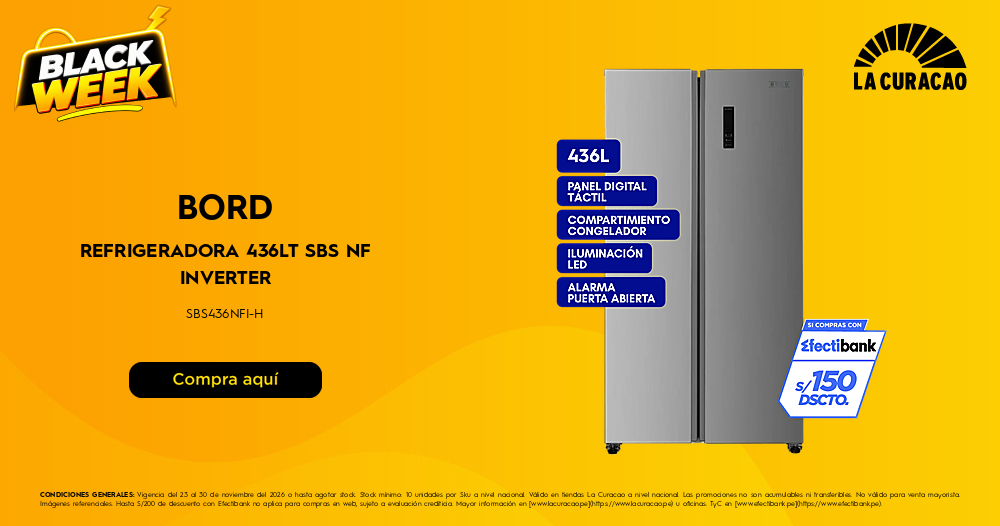 BLACK
WEEK
LA CURACAO
BORD
REFRIGERADORA 436LT SBS NF
INVERTER
SBS436NFI-H
Compra aquí
436L
PANEL DIGITAL
TÁCTIL
COMPARTIMIENTO
CONGELADOR
ILUMINACIÓN
LED
ALARMA
PUERTA ABIERTA
SI COMPRAS CON
Efectibank
S/150
DSCTO.
CONDICIONES GENERALES: Vigencia del 23 al 30 de noviembre del 2026 o hasta agotar stock. Stock mínimo: 10 unidades por Sku a nivel nacional. Válido en tiendas La Curacao a nivel nacional. Las promociones no son acumulables ni transferibles. No válido para venta mayorista.
Imágenes referenciales. Hasta S/200 de descuento con Efectibank no aplica para compras en web, sujeto a evaluación crediticia. Mayor información en [www.lacuracao.pe](https://www.lacuracao.pe) u oficinas. TyC en [www.efectibank.pe](https://www.efectibank.pe).